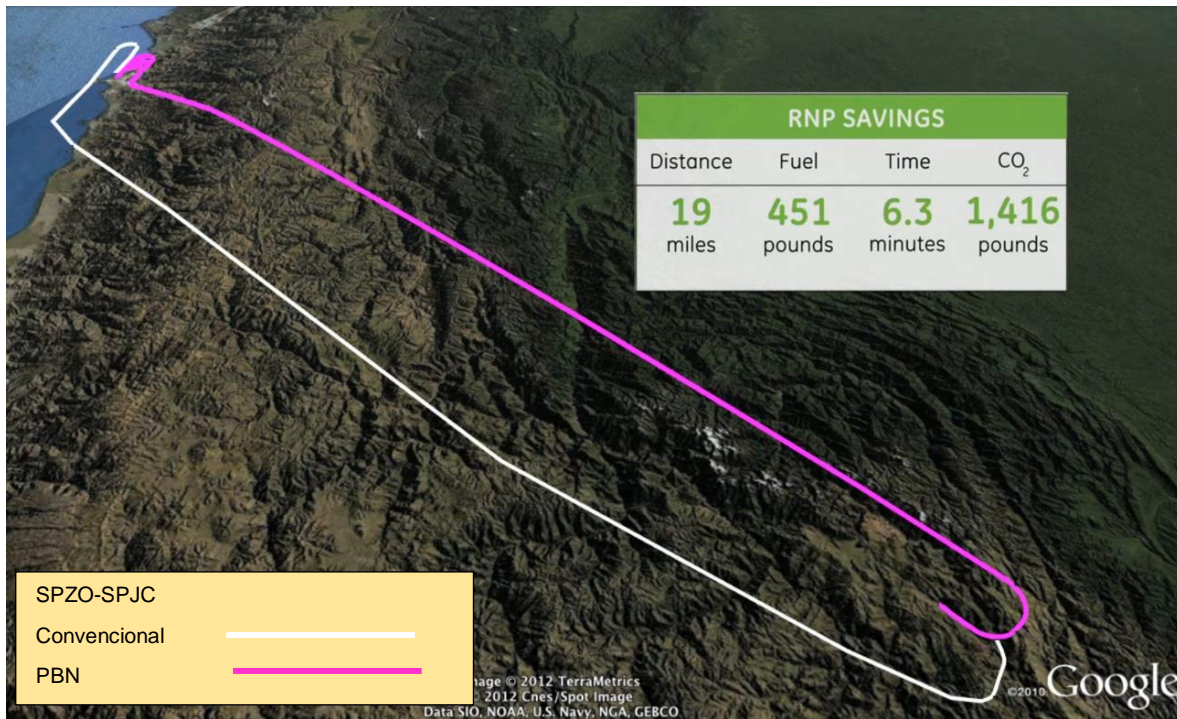 RNP SAVINGS
Distance Fuel Time CO2
19 451 6.3 1,416
miles pounds minutes pounds
SPZO-SPJC
Convencional
PBN
age © 2012 TerraMetrics
© 2012 Cnes/Spot Image
Data SIO, NOAA, U.S. Navy, NGA, GEBCO
©2010 Google